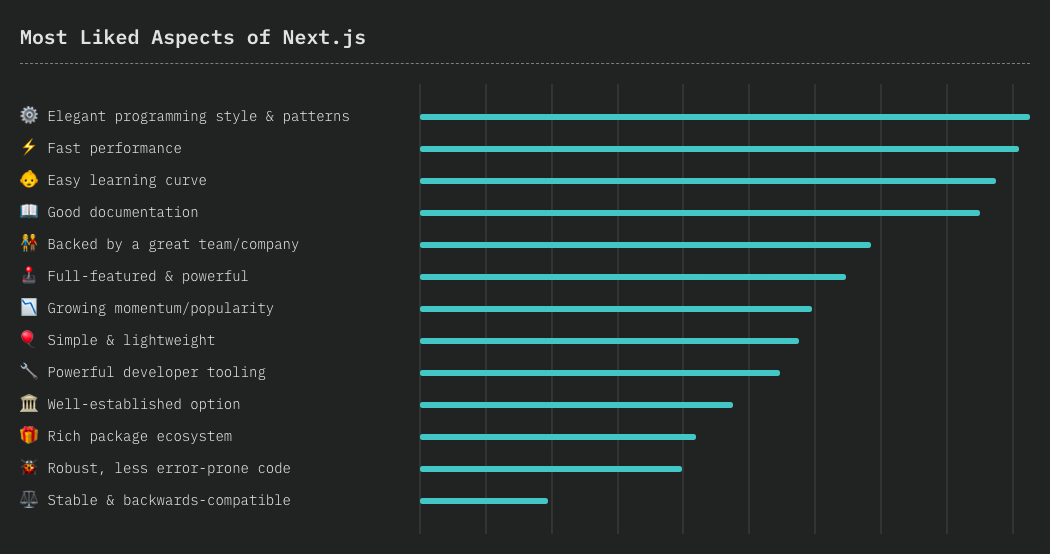 Most Liked Aspects of Next.js
Elegant programming style & patterns
Fast performance
Easy learning curve
Good documentation
Backed by a great team/company
Full-featured & powerful
Growing momentum/popularity
Simple & lightweight
Powerful developer tooling
Well-established option
Rich package ecosystem
Robust, less error-prone code
Stable & backwards-compatible